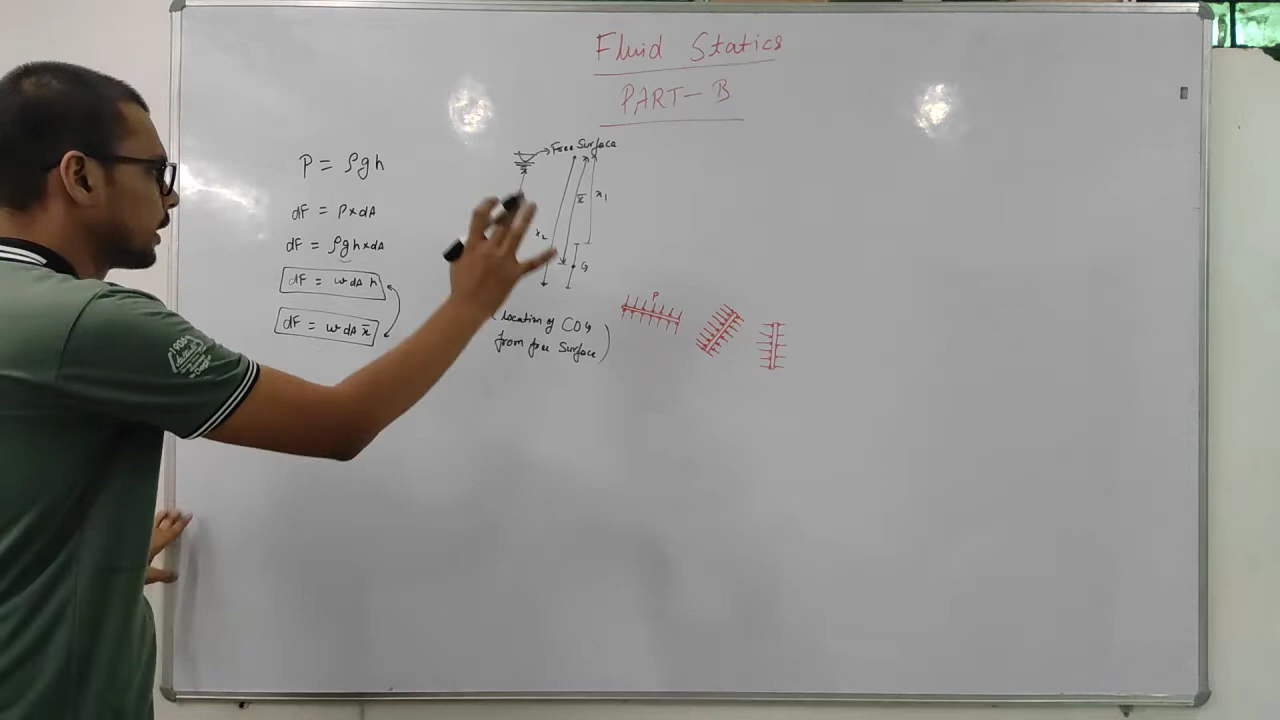 Fluid Statics
PART-B
P = ρgh
dF = P×dA
dF = ρgh×dA
dF = w dA h
dF = w dA x̄
Free Surface
x̄
x1
x2
G
location of COG
from free Surface)
P